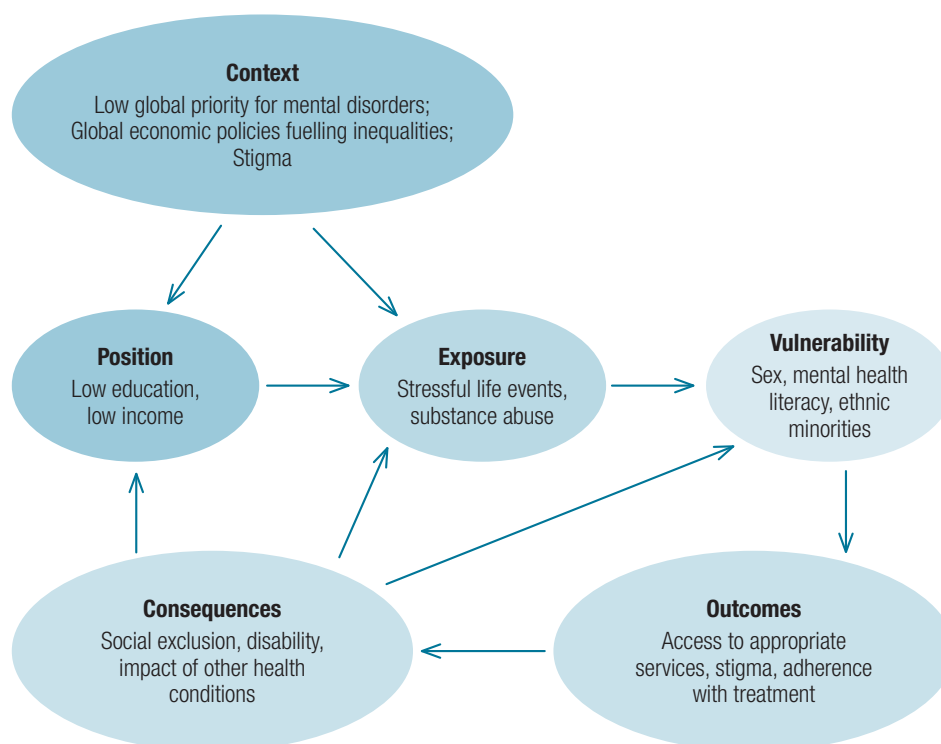 Context
Low global priority for mental disorders;
Global economic policies fuelling inequalities;
Stigma
Position
Low education,
low income
Exposure
Stressful life events,
substance abuse
Vulnerability
Sex, mental health
literacy, ethnic
minorities
Consequences
Social exclusion, disability,
impact of other health
conditions
Outcomes
Access to appropriate
services, stigma, adherence
with treatment